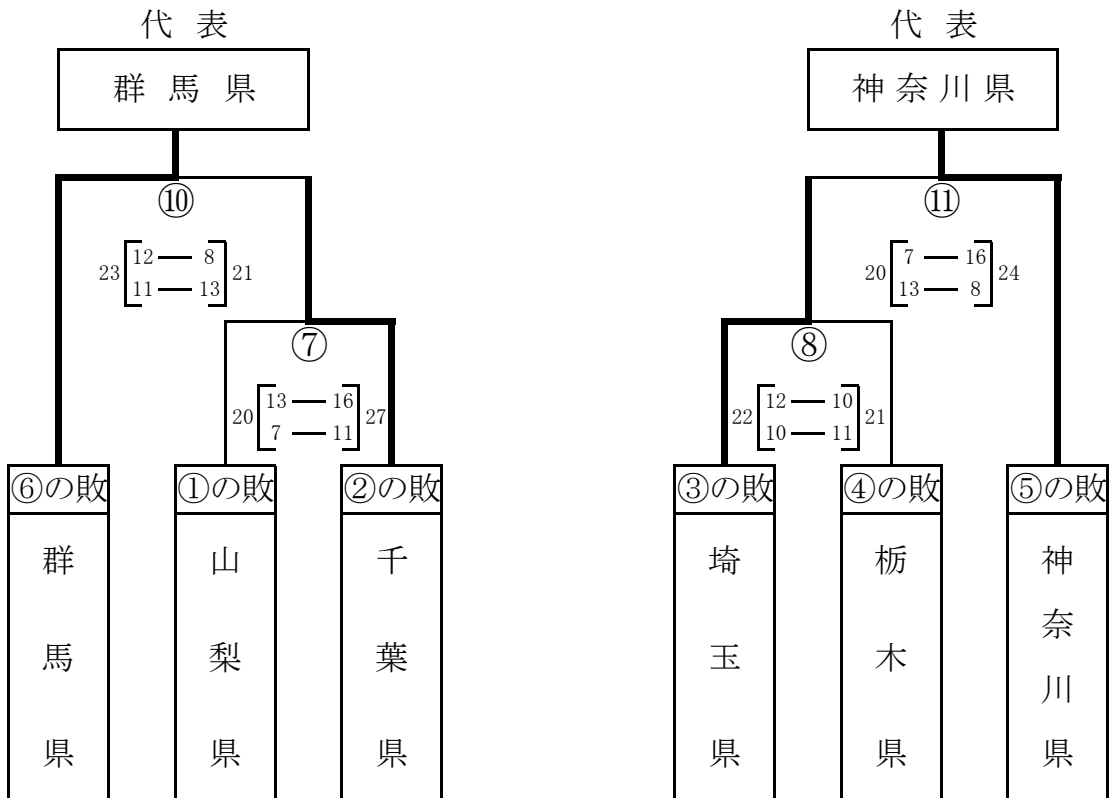 代 表
群 馬 県
⑩
23 12 — 8 21
11 — 13
⑦
20 13 — 16 27
7 — 11
⑥の敗
群馬県
①の敗
山梨県
②の敗
千葉県
代 表
神 奈 川 県
⑪
20 7 — 16 24
13 — 8
⑧
22 12 — 10 21
10 — 11
③の敗
埼玉県
④の敗
栃木県
⑤の敗
神奈川県